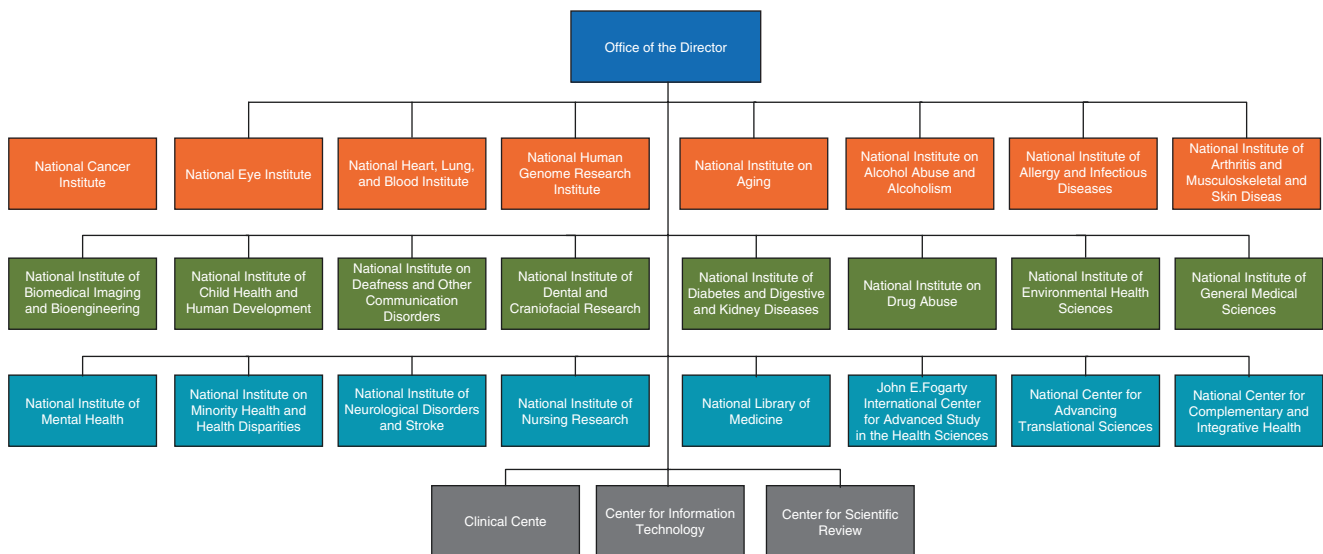 Office of the Director
National Cancer
Institute
National Eye Institute
National Heart, Lung,
and Blood Institute
National Human
Genome Research
Institute
National Institute on
Aging
National Institute on
Alcohol Abuse and
Alcoholism
National Institute of
Allergy and Infectious
Diseases
National Institute of
Arthritis and
Musculoskeletal and
Skin Diseas
National Institute of
Biomedical Imaging
and Bioengineering
National Institute of
Child Health and
Human Development
National Institute on
Deafness and Other
Communication
Disorders
National Institute of
Dental and
Craniofacial Research
National Institute of
Diabetes and Digestive
and Kidney Diseases
National Institute on
Drug Abuse
National Institute of
Environmental Health
Sciences
National Institute of
General Medical
Sciences
National Institute of
Mental Health
National Institute on
Minority Health and
Health Disparities
National Institute of
Neurological Disorders
and Stroke
National Institute of
Nursing Research
National Library of
Medicine
John E.Fogarty
International Center
for Advanced Study
in the Health Sciences
National Center for
Advancing
Translational Sciences
National Center for
Complementary and
Integrative Health
Clinical Cente
Center for Information
Technology
Center for Scientific
Review